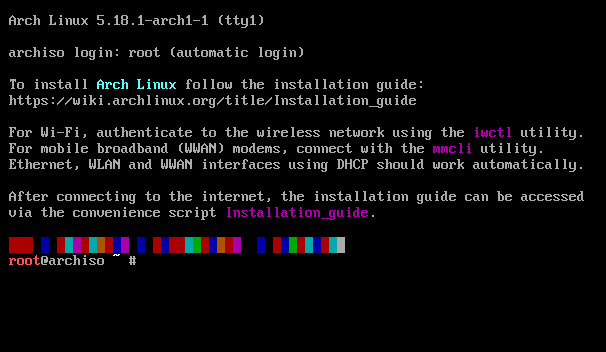 Arch Linux 5.18.1-arch1-1 (tty1)
archiso login: root (automatic login)
To install Arch Linux follow the installation guide:
https://wiki.archlinux.org/title/Installation_guide
For Wi-Fi, authenticate to the wireless network using the iwctl utility.
For mobile broadband (WWAN) modems, connect with the mmcli utility.
Ethernet, WLAN and WWAN interfaces using DHCP should work automatically.
After connecting to the internet, the installation guide can be accessed
via the convenience script Installation_guide.
root@archiso ~ #